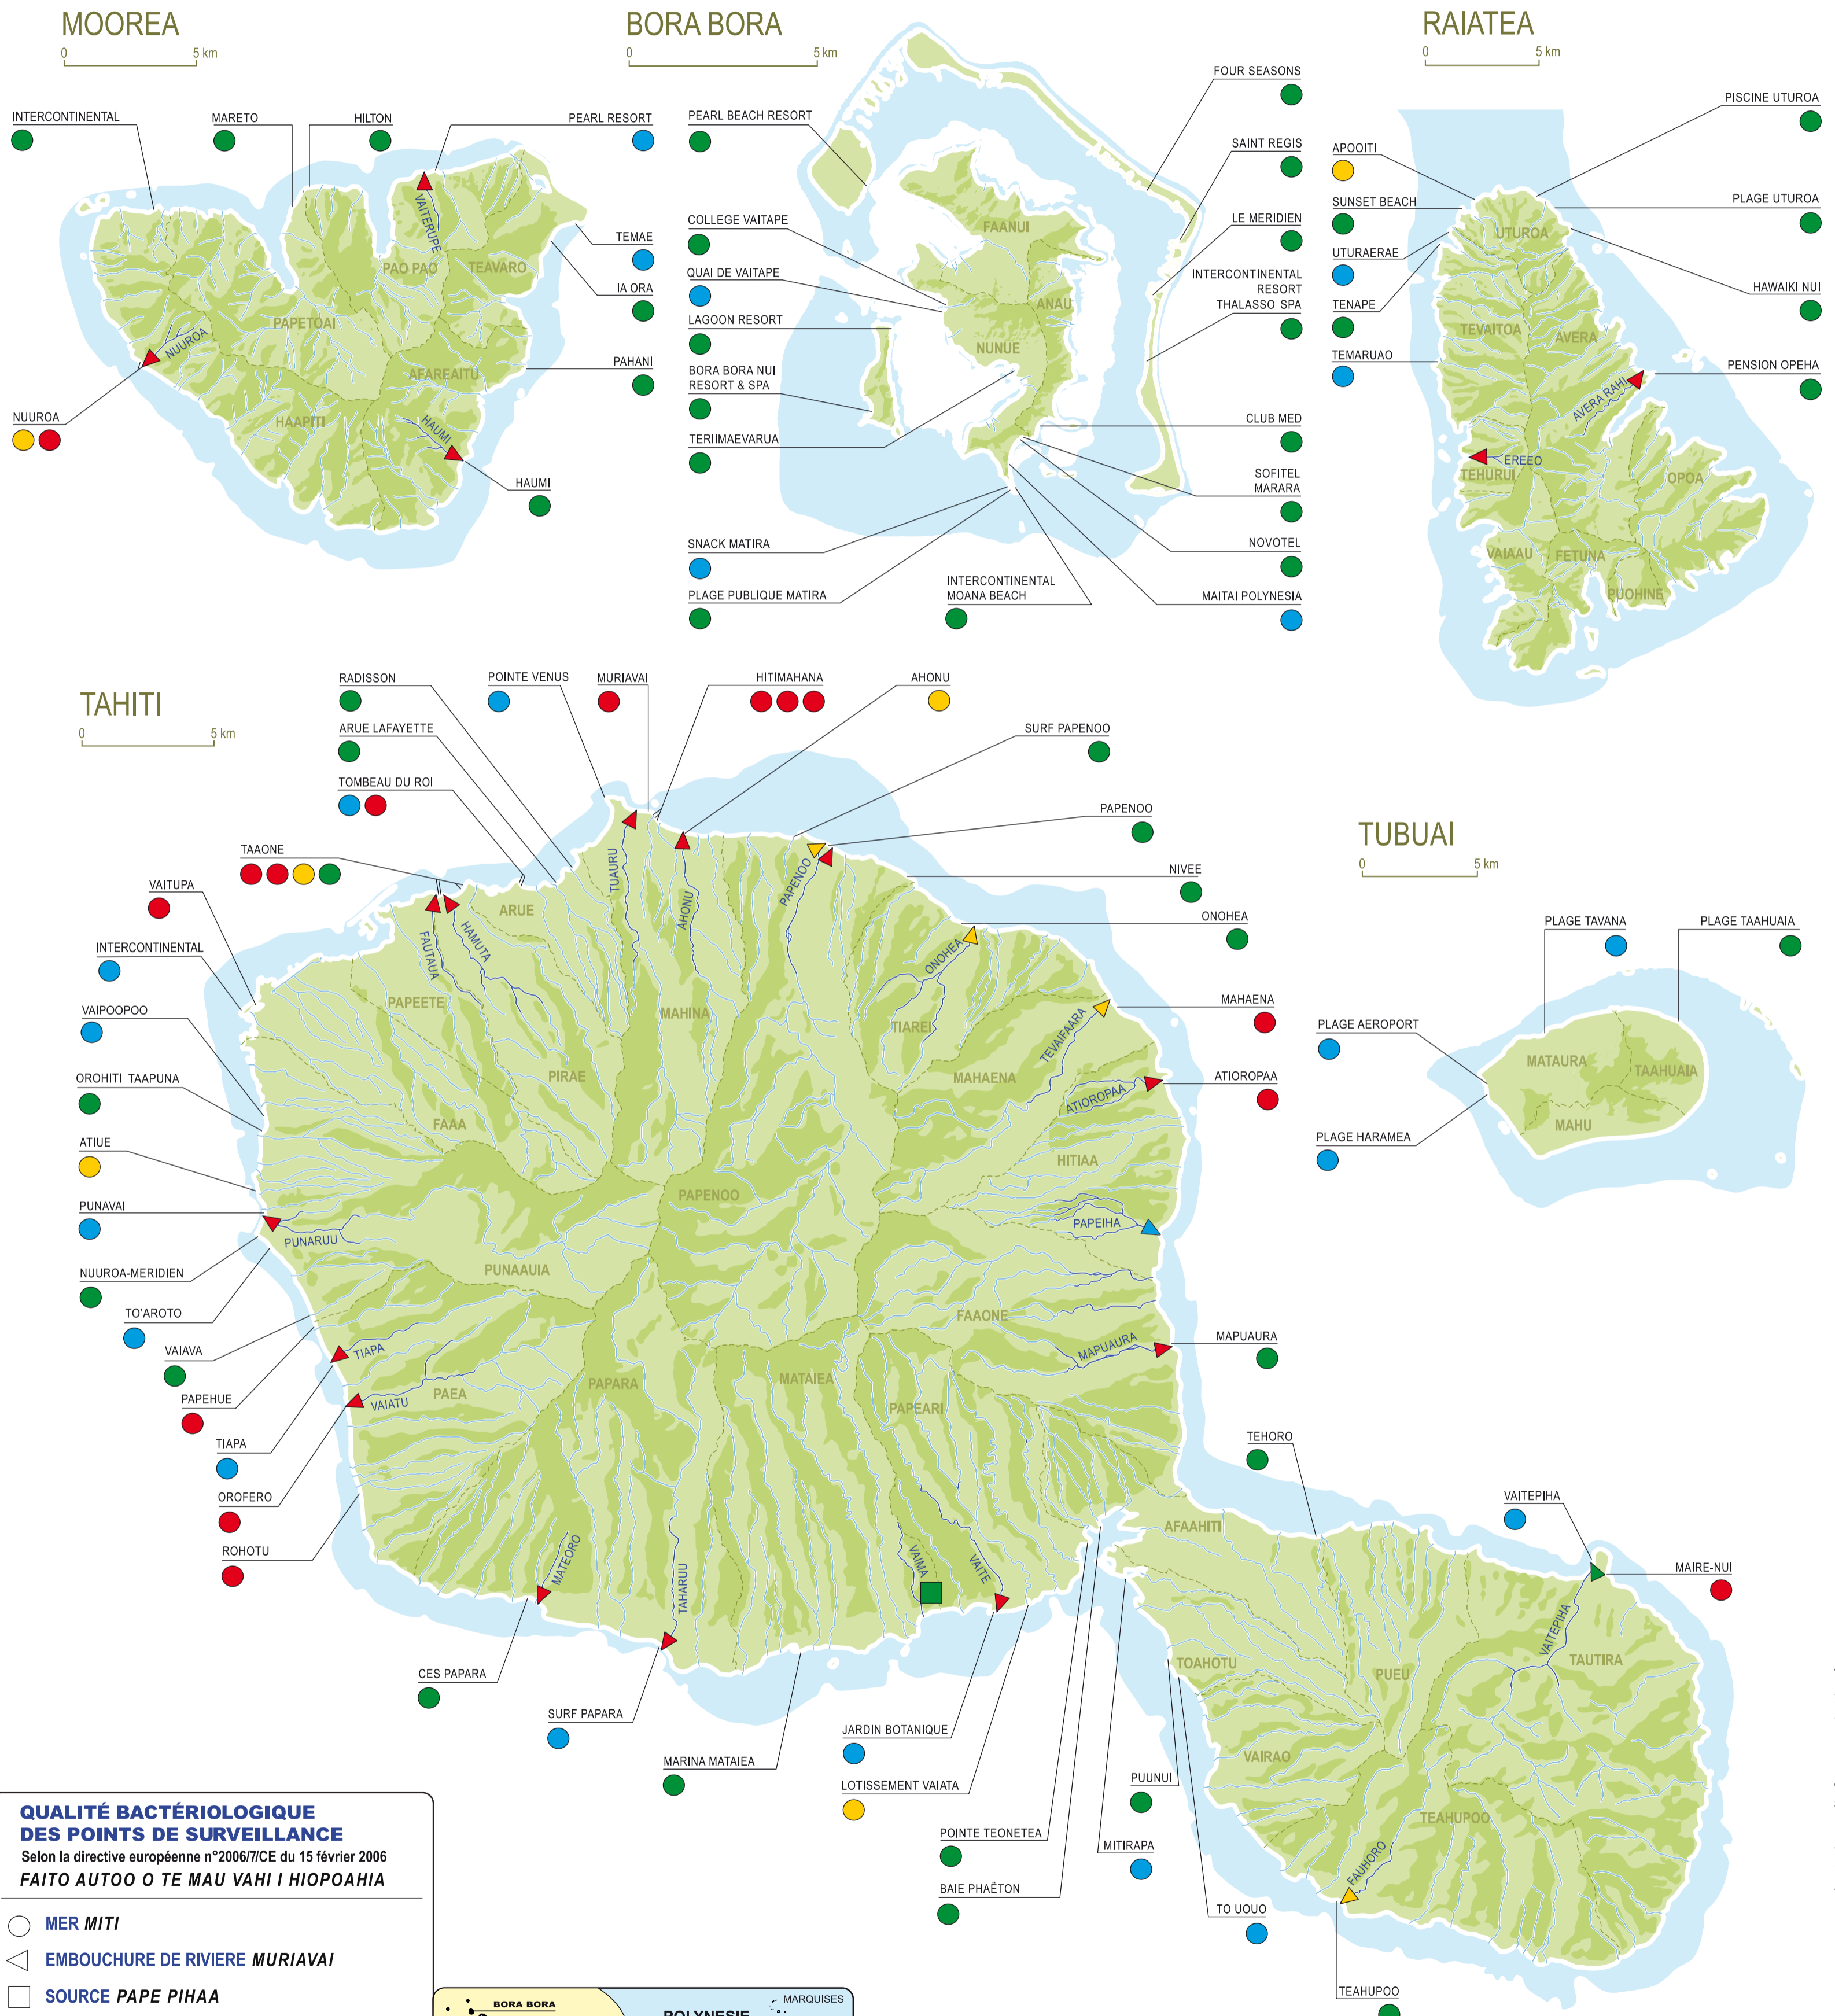 MOOREA
0 5 km
INTERCONTINENTAL
MARETO
HILTON
PEARL RESORT
VAITERUPE
TEMAE
PAO PAO
TEAVARO
IA ORA
PAPETOAI
NUUROA
PAHANI
AFAREAITU
NUUROA
HAAPITI
HAUMI
HAUMI
BORA BORA
0 5 km
FOUR SEASONS
PEARL BEACH RESORT
SAINT REGIS
COLLEGE VAITAPE
LE MERIDIEN
FAANUI
QUAI DE VAITAPE
INTERCONTINENTAL
RESORT
THALASSO SPA
ANAU
LAGOON RESORT
NUNUE
BORA BORA NUI
RESORT & SPA
CLUB MED
TERIIMAEVARUA
SOFITEL
MARARA
SNACK MATIRA
NOVOTEL
PLAGE PUBLIQUE MATIRA
INTERCONTINENTAL
MOANA BEACH
MAITAI POLYNESIA
RAIATEA
0 5 km
PISCINE UTUROA
APOOITI
SUNSET BEACH
PLAGE UTUROA
UTUROA
UTURAERAE
HAWAIKI NUI
TENAPE
TEVAITOA
AVERA
TEMARUAO
PENSION OPEHA
AVERA RAHI
EREEO
TEHURUI
OPOA
VAIAAU
FETUNA
PUOHINE
TAHITI
0 5 km
RADISSON
POINTE VENUS
MURIAVAI
HITIMAHANA
AHONU
ARUE LAFAYETTE
SURF PAPENOO
TOMBEAU DU ROI
PAPENOO
TAAONE
NIVEE
VAITUPA
ONOHEA
INTERCONTINENTAL
MAHAENA
VAIPOOPOO
ATIOROPAA
OROHITI TAAPUNA
ATIUE
PUNAVAI
NUUROA-MERIDIEN
TO'AROTO
VAIAVA
MAPUAURA
PAPEHUE
TIAPA
OROFERO
ROHOTU
TUAURU
AHONU
PAPENOO
ARUE
HAMUTA
FAUTAUA
ONOHEA
PAPEETE
MAHINA
TIAREI
TEVAIFAARA
PIRAE
MAHAENA
ATIOROPAA
FAAA
HITIAA
PAPENOO
PAPEIHA
PUNARUU
PUNAAUIA
FAAONE
TIAPA
MAPUAURA
PAEA
VAIATU
PAPARA
MATAIEA
PAPEARI
TEHORO
VAITEPIHA
AFAAHITI
MATEORO
TAHARUU
VAIMA
VAITE
MAIRE-NUI
VAITEPIHA
TOAHOTU
PUEU
TAUTIRA
CES PAPARA
SURF PAPARA
JARDIN BOTANIQUE
VAIRAO
MARINA MATAIEA
PUUNUI
LOTISSEMENT VAIATA
TEAHUPOO
POINTE TEONETEA
MITIRAPA
FAUHORO
BAIE PHAËTON
TO UOUO
TEAHUPOO
TUBUAI
0 5 km
PLAGE TAVANA
PLAGE TAAHUAIA
PLAGE AEROPORT
MATAURA
TAAHUAIA
MAHU
PLAGE HARAMEA
QUALITÉ BACTÉRIOLOGIQUE
DES POINTS DE SURVEILLANCE
Selon la directive européenne n°2006/7/CE du 15 février 2006
FAITO AUTOO O TE MAU VAHI I HIOPOAHIA
MER MITI
EMBOUCHURE DE RIVIERE MURIAVAI
SOURCE PAPE PIHAA
BORA BORA
MARQUISES
POLYNESIE